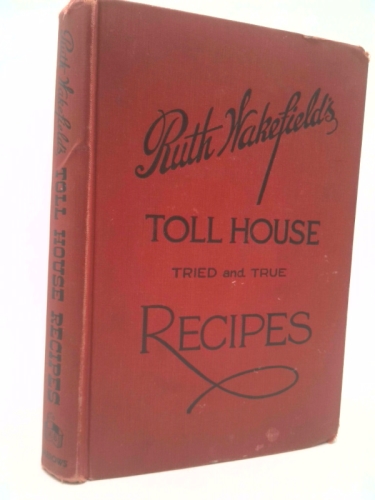 Ruth Wakefield's
TOLL HOUSE
TRIED and TRUE
RECIPES
Ruth Wakefield's TOLL HOUSE RECIPES